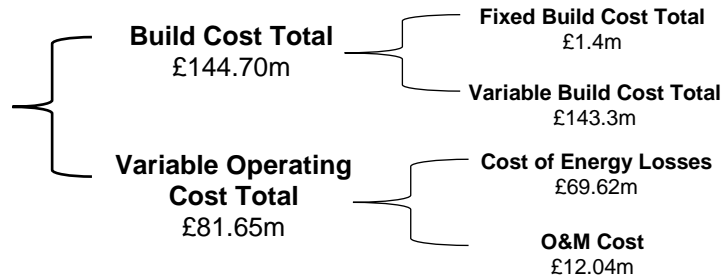 Build Cost Total
£144.70m
Fixed Build Cost Total
£1.4m
Variable Build Cost Total
£143.3m
Variable Operating
Cost Total
£81.65m
Cost of Energy Losses
£69.62m
O&M Cost
£12.04m